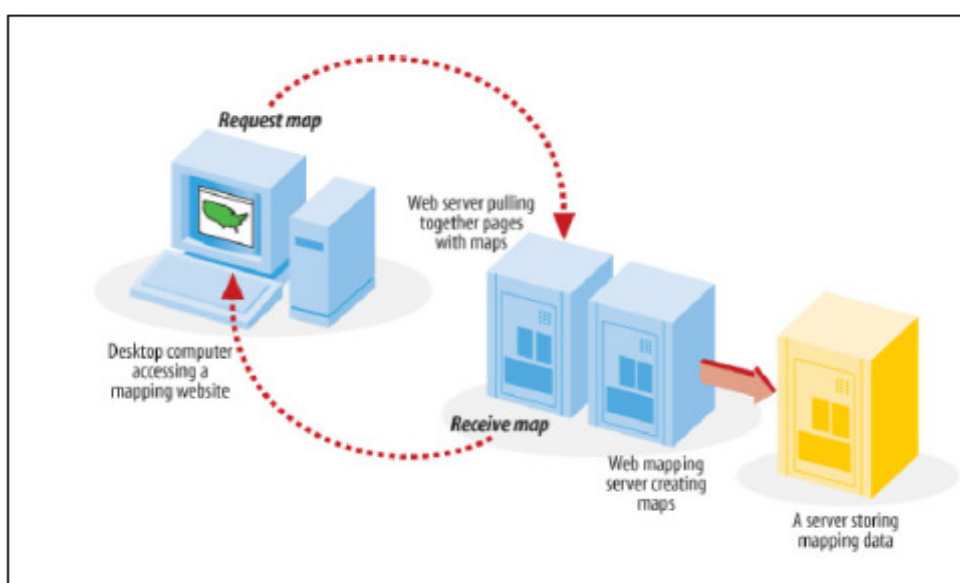 Request map
Web server pulling
together pages
with maps
Desktop computer
accessing a
mapping website
Receive map
Web mapping
server creating
maps
A server storing
mapping data